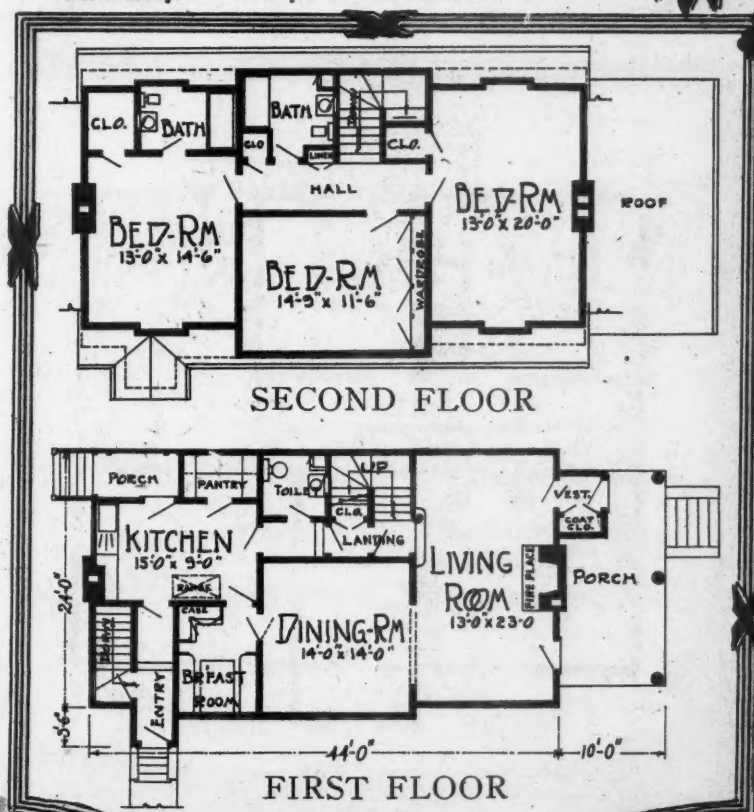 CLO.
BATH
BATH
DOWN
CLO
LINEN
CLO.
HALL
BED-RM
13'-0" x 14'-6"
BED-RM
14'-9" x 11'-6"
WARDROBE
BED-RM
13'-0" x 20'-0"
ROOF
SECOND FLOOR
PORCH
PANTRY
TOILET
UP
CLO.
LANDING
VEST.
COAT
CLO.
KITCHEN
15'-0" x 9'-0"
RANGE
CASE
LIVING
ROOM
13'-0" x 23'-0
FIRE PLACE
PORCH
DINING-RM
14'-0" x 14'-0"
BR'FAST
ROOM
DOWN
ENTRY
24'-0"
5'-6"
44'-0"
10'-0"
FIRST FLOOR